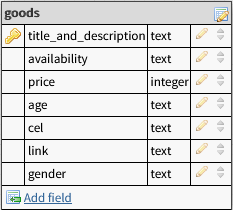 goods
title_and_description text
availability text
price integer
age text
cel text
link text
gender text
Add field